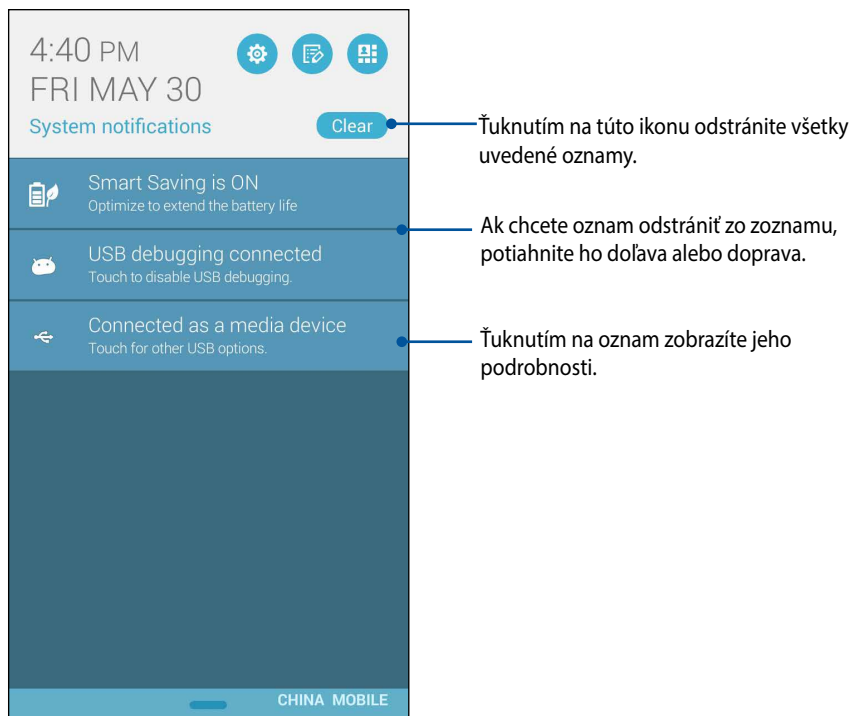 4:40 PM
FRI MAY 30
System notifications
Clear
Ťuknutím na túto ikonu odstránite všetky
uvedené oznamy.
Smart Saving is ON
Optimize to extend the battery life
Ak chcete oznam odstrániť zo zoznamu,
potiahnite ho doľava alebo doprava.
USB debugging connected
Touch to disable USB debugging.
Connected as a media device
Touch for other USB options.
Ťuknutím na oznam zobrazíte jeho
podrobnosti.
CHINA MOBILE